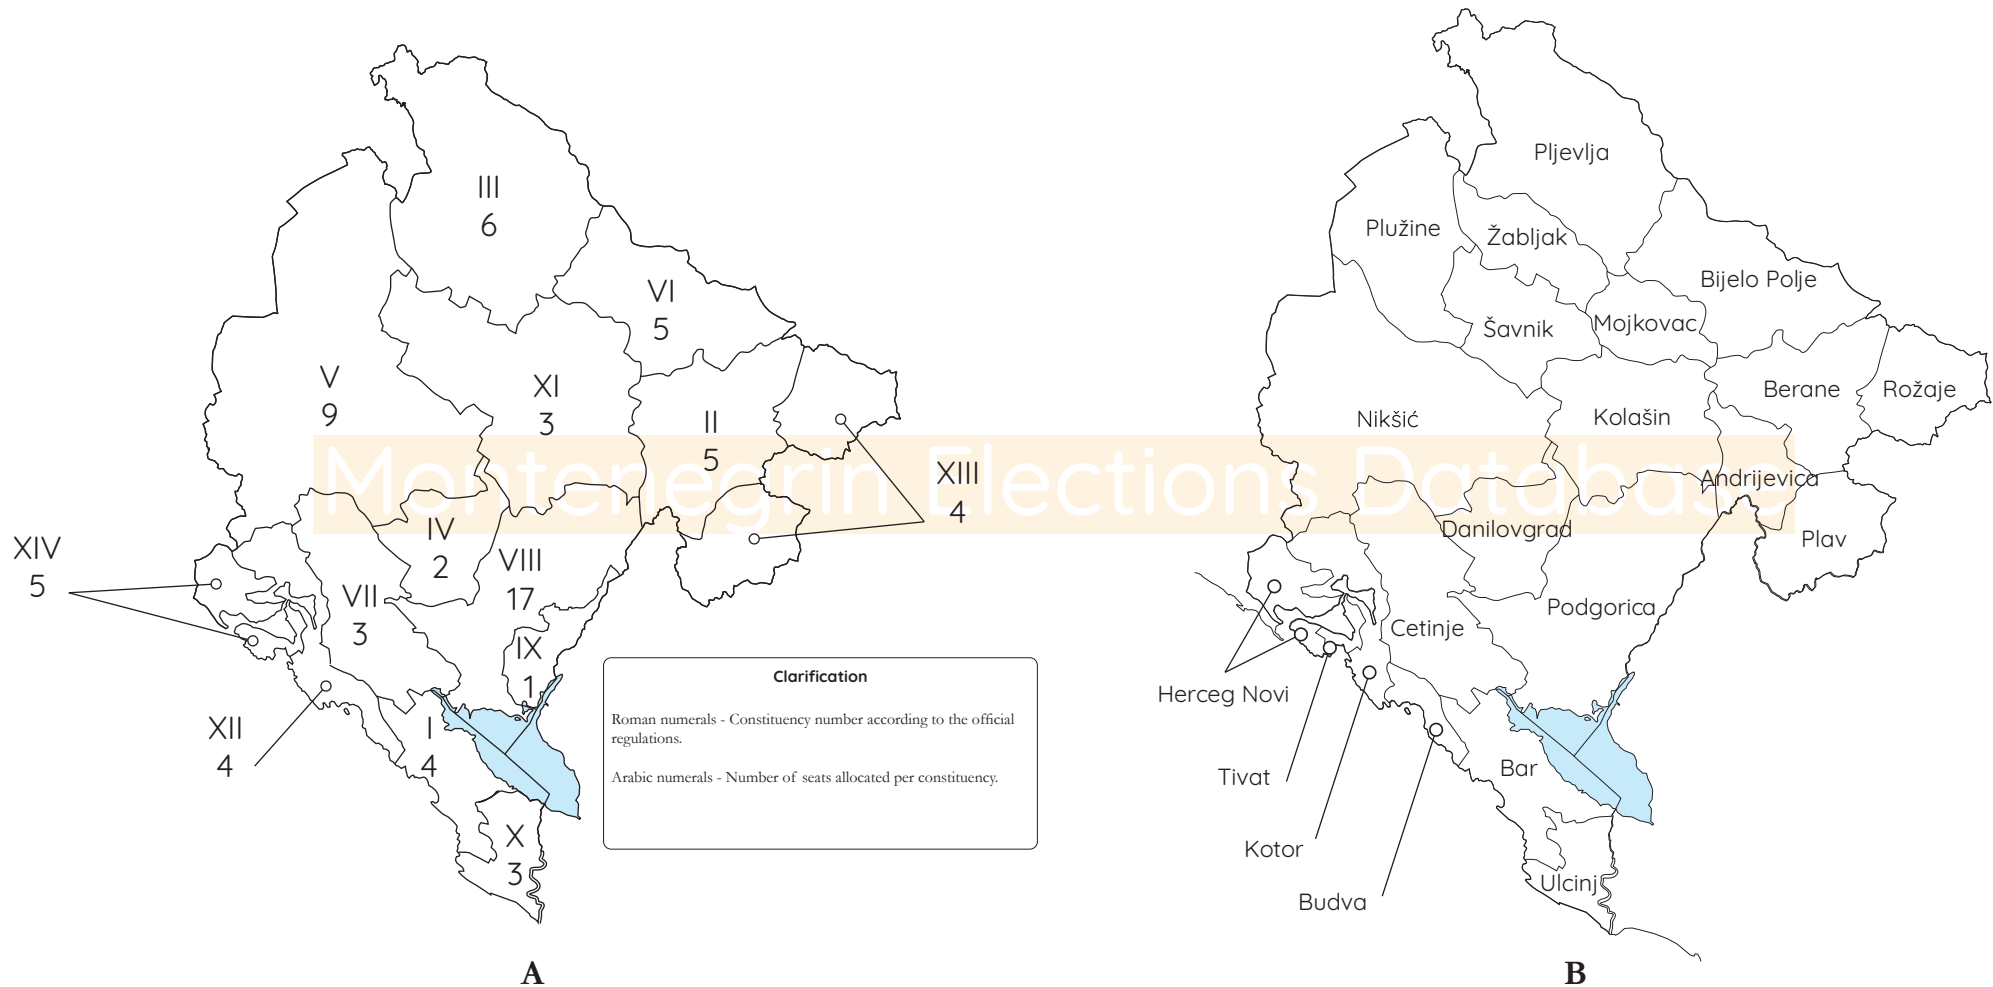 III
6
VI
5
V
9
XI
3
II
5
XIII
4
IV
2
VIII
17
XIV
5
VII
3
IX
1
XII
4
I
4
X
3
Clarification
Roman numerals - Constituency number according to the official
regulations.
Arabic numerals - Number of seats allocated per constituency.
A
Montenegrin Elections Database
Pljevlja
Plužine
Žabljak
Bijelo Polje
Šavnik
Mojkovac
Berane
Rožaje
Nikšić
Kolašin
Andrijevica
Danilovgrad
Plav
Podgorica
Cetinje
Herceg Novi
Tivat
Bar
Kotor
Ulcinj
Budva
B